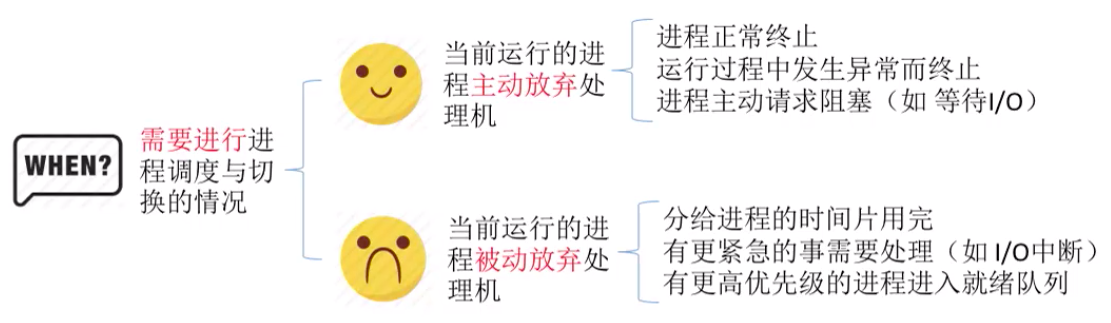 WHEN?
需要进行进
程调度与切
换的情况
当前运行的进
程主动放弃处
理机
进程正常终止
运行过程中发生异常而终止
进程主动请求阻塞（如 等待I/O）
当前运行的进
程被动放弃处
理机
分给进程的时间片用完
有更紧急的事需要处理（如 I/O中断）
有更高优先级的进程进入就绪队列